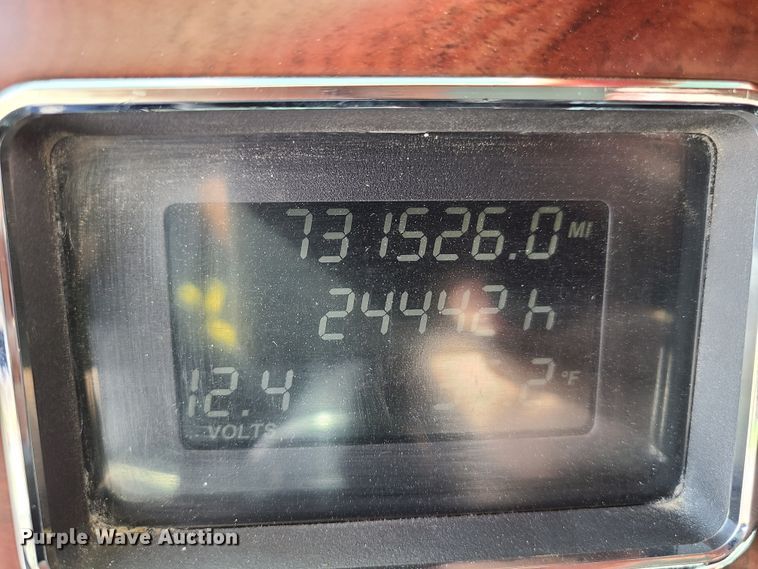 731526.0 MI
24442 h
12.4
VOLTS
°F
Purple Wave Auction